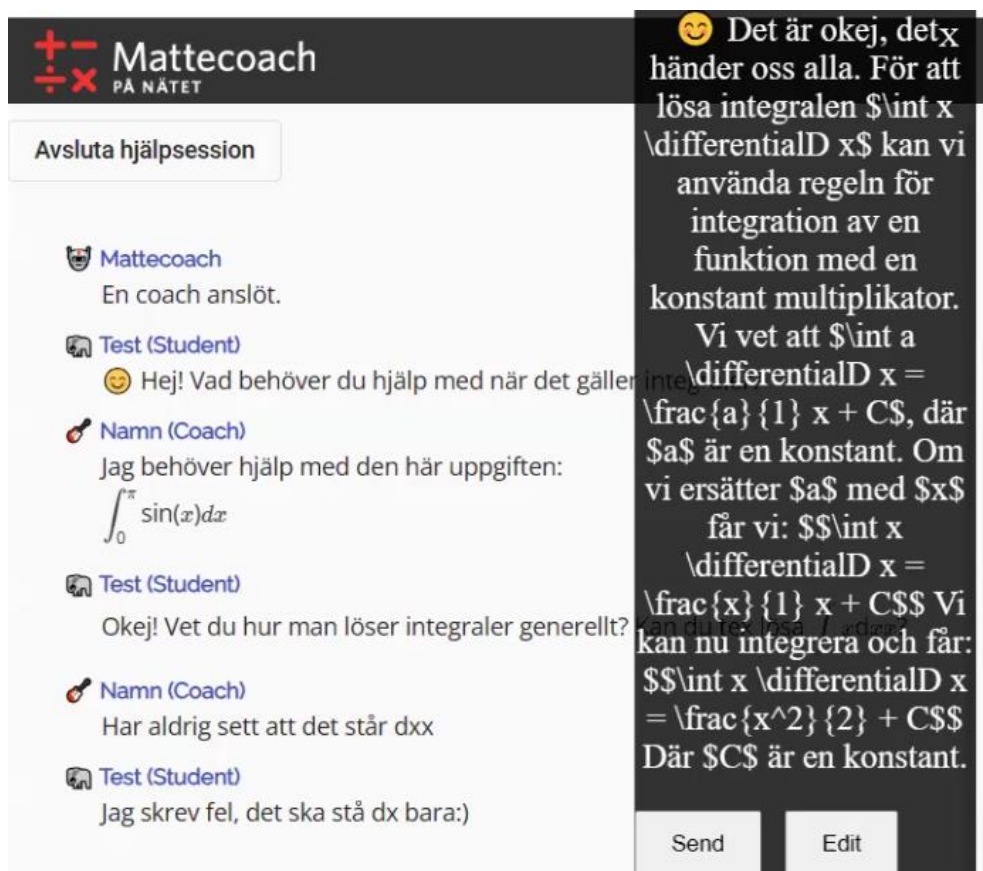 Mattecoach
PÅ NÄTET
Avsluta hjälpsession
Mattecoach
En coach anslöt.
Test (Student)
😊 Hej! Vad behöver du hjälp med när det gäller integraler?
Namn (Coach)
Jag behöver hjälp med den här uppgiften:
∫₀^π sin(x)dx
Test (Student)
Okej! Vet du hur man löser integraler generellt? Kan du tex lösa ∫ xdxx?
Namn (Coach)
Har aldrig sett att det står dxx
Test (Student)
Jag skrev fel, det ska stå dx bara:)
x
😊 Det är okej, det
händer oss alla. För att
lösa integralen $\int x
\differentialD x$ kan vi
använda regeln för
integration av en
funktion med en
konstant multiplikator.
Vi vet att $\int a
\differentialD x =
\frac{a}{1} x + C$, där
$a$ är en konstant. Om
vi ersätter $a$ med $x$
får vi: $$\int x
\differentialD x =
\frac{x}{1} x + C$$ Vi
kan nu integrera och får:
$$\int x \differentialD x
= \frac{x^2}{2} + C$$
Där $C$ är en konstant.
Send
Edit